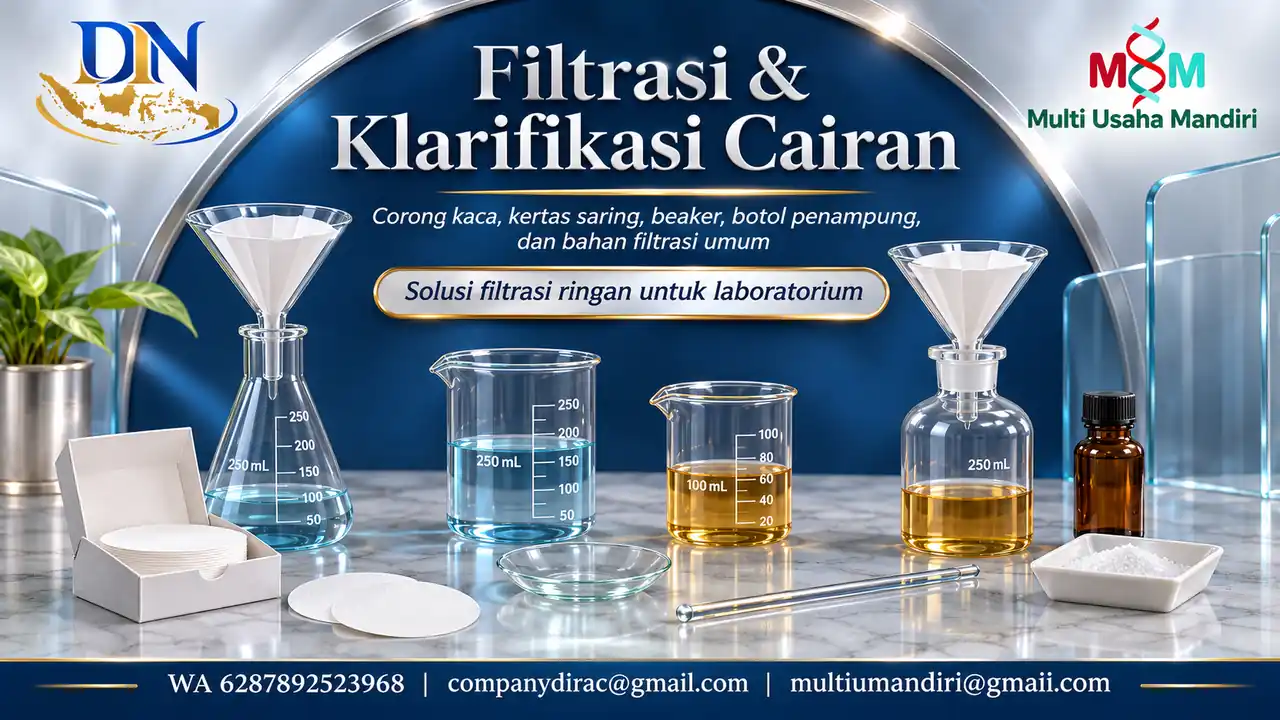 DIN
Filtrasi &
Klarifikasi Cairan
M M
Multi Usaha Mandiri
Corong kaca, kertas saring, beaker, botol penampung,
dan bahan filtrasi umum
Solusi filtrasi ringan untuk laboratorium
250
200
250 mL
150
100
50
250
200
250 mL
150
100
50
100
80
100 mL
60
40
20
250 mL
WA 6287892523968 | companydirac@gmail.com | multiumandiri@gmaii.com